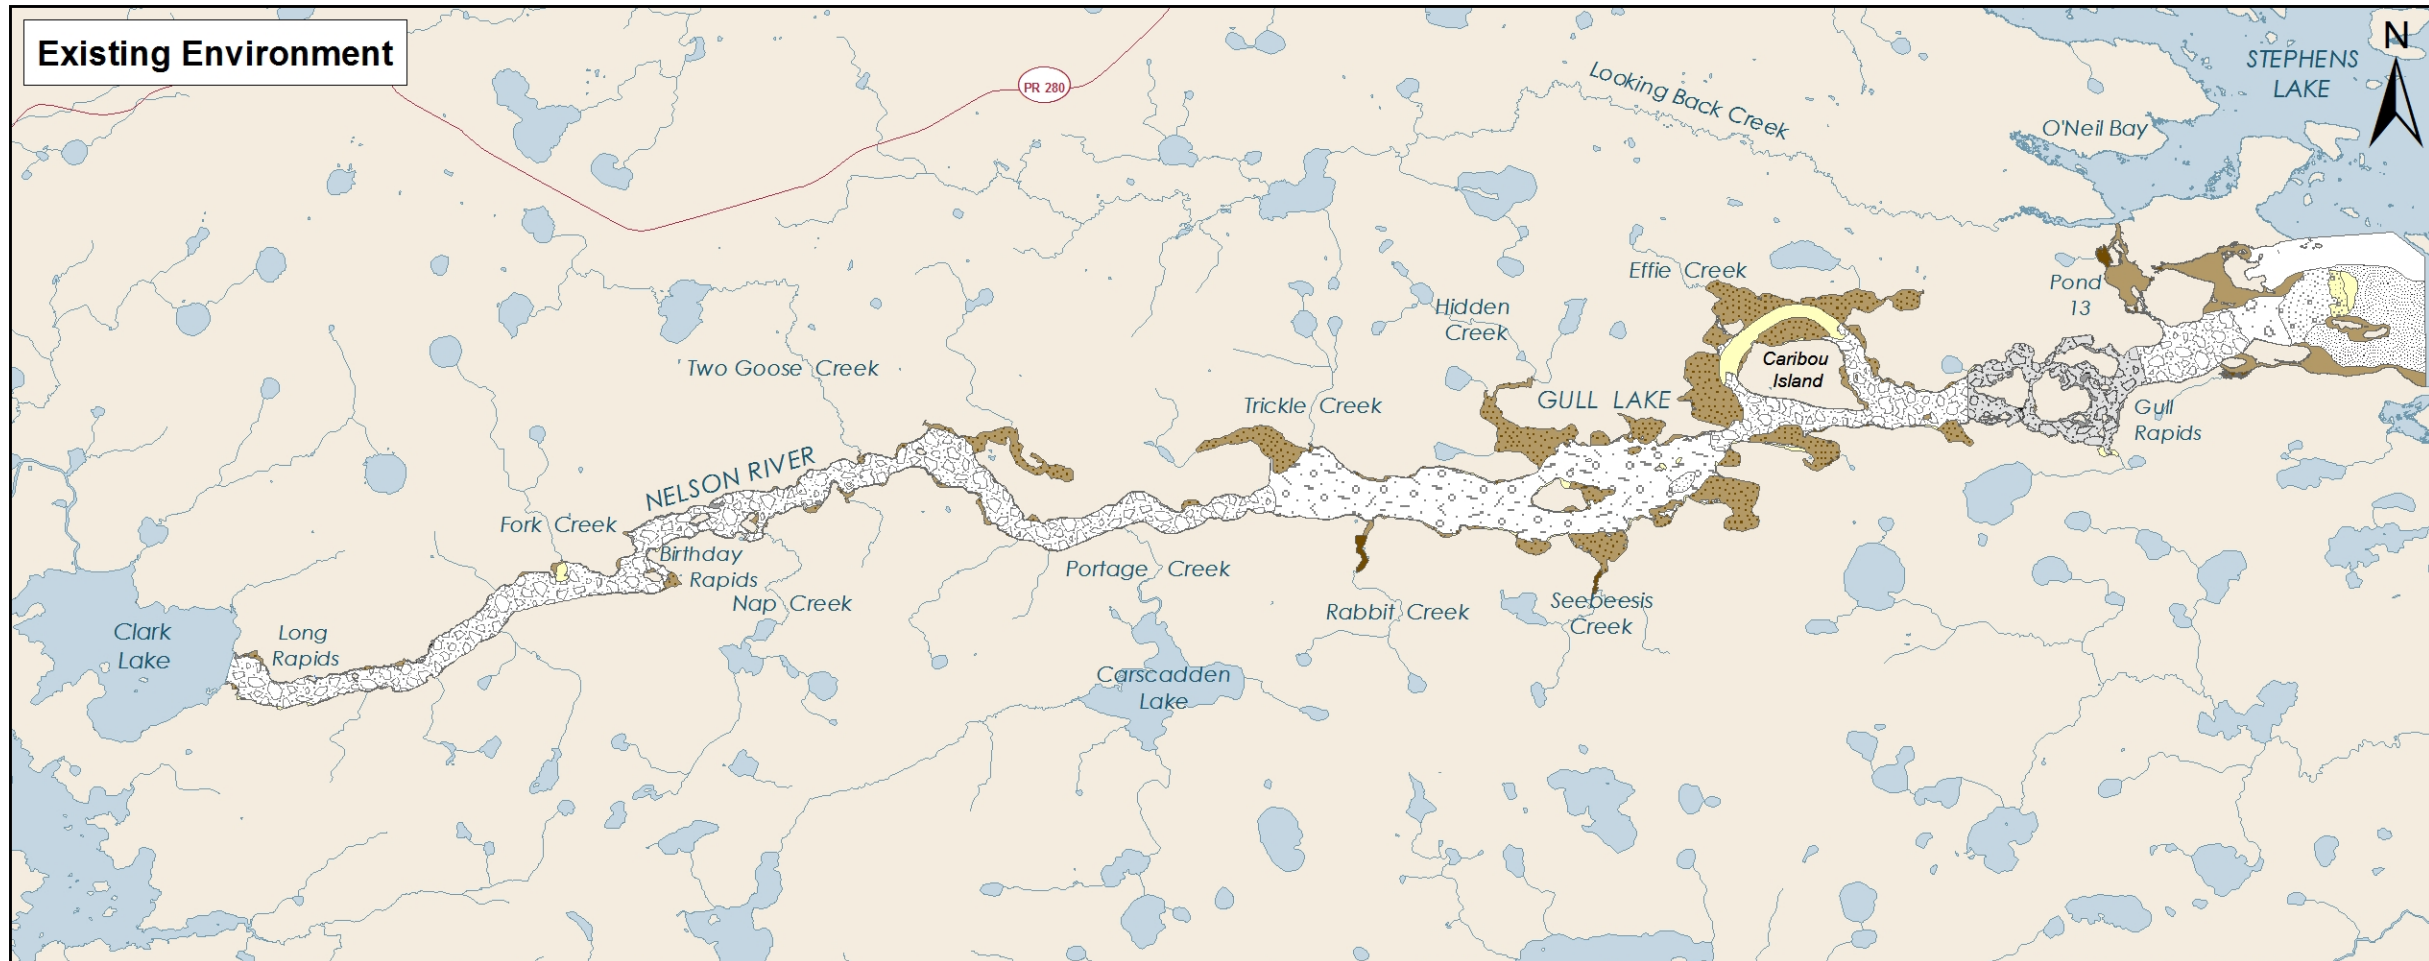 Existing Environment
N
STEPHENS
LAKE
PR 280
Looking Back Creek
O'Neil Bay
Effie Creek
Pond
13
Hidden
Creek
Two Goose Creek
Caribou
Island
Trickle Creek
GULL LAKE
Gull
Rapids
NELSON RIVER
Fork Creek
Birthday
Rapids
Portage Creek
Nap Creek
Rabbit Creek
Seebeesis
Creek
Clark
Lake
Long
Rapids
Carscadden
Lake